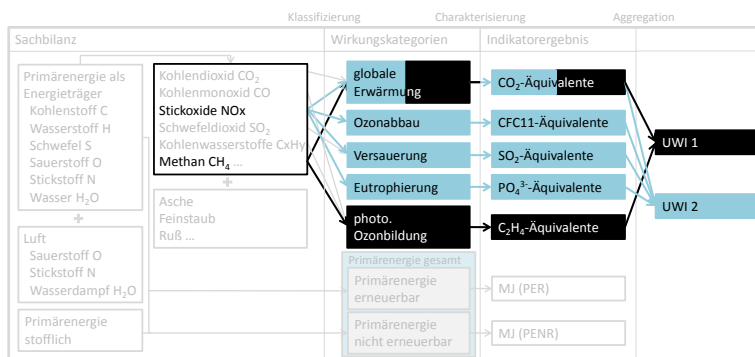 Klassifizierung
Charakterisierung
Aggregation
Sachbilanz
Wirkungskategorien
Indikatorergebnis
Primärenergie als
Energieträger
Kohlenstoff C
Wasserstoff H
Schwefel S
Sauerstoff O
Stickstoff N
Wasser H₂O
Luft
Sauerstoff O
Stickstoff N
Wasserdampf H₂O
Primärenergie
stofflich
Kohlendioxid CO₂
Kohlenmonoxid CO
Stickoxide NOx
Schwefeldioxid SO₂
Kohlenwasserstoffe CxHy
Methan CH₄ ...
Asche
Feinstaub
Ruß ...
globale
Erwärmung
Ozonabbau
Versauerung
Eutrophierung
photo.
Ozonbildung
Primärenergie gesamt
Primärenergie
erneuerbar
Primärenergie
nicht erneuerbar
CO₂-Äquivalente
CFC11-Äquivalente
SO₂-Äquivalente
PO₄³⁻-Äquivalente
C₂H₄-Äquivalente
MJ (PER)
MJ (PENR)
UWI 1
UWI 2